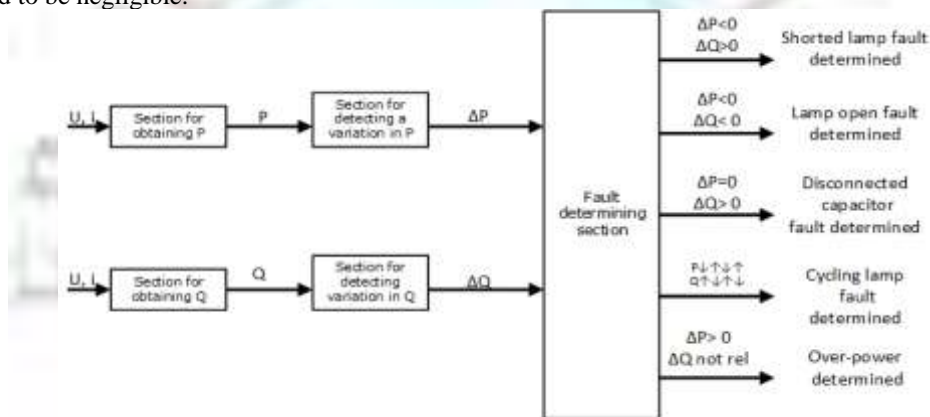 d to be negligible.
ΔP<0
ΔQ>0
Shorted lamp fault
determined
U, I
Section for
obtaining P
P
Section for
detecting a
variation in P
ΔP
ΔP<0
ΔQ< 0
Lamp open fault
determined
Fault
determining
section
ΔP=0
ΔQ> 0
Disconnected
capacitor
fault determined
U, I
Section for
obtaining Q
Q
Section for
detecting
variation in Q
ΔQ
P↓↑↓↑
Q↑↓↑↓
Cycling lamp
fault
determined
ΔP> 0
ΔQ not rel
Over-power
determined